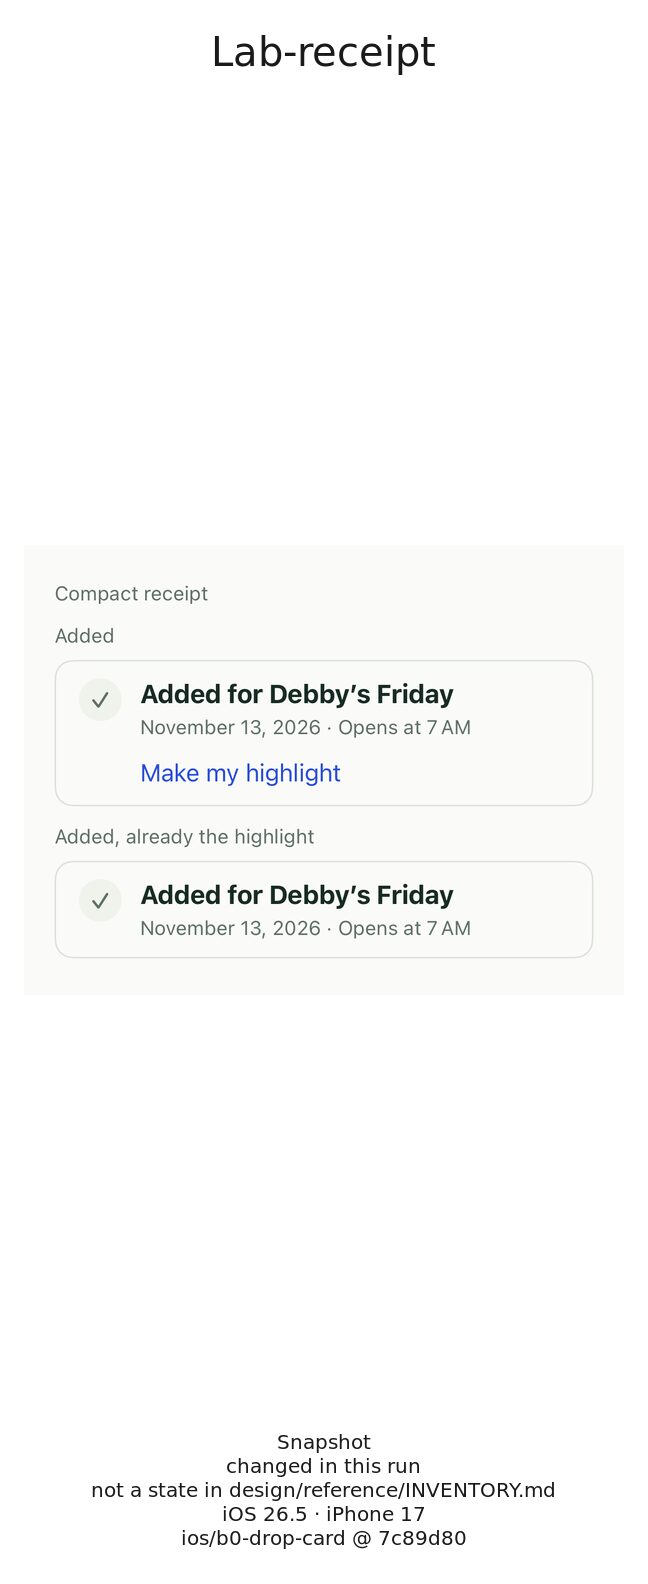 Lab-receipt
Compact receipt
Added
Added for Debby’s Friday
November 13, 2026 · Opens at 7 AM
Make my highlight
Added, already the highlight
Added for Debby’s Friday
November 13, 2026 · Opens at 7 AM
Snapshot
changed in this run
not a state in design/reference/INVENTORY.md
iOS 26.5 · iPhone 17
ios/b0-drop-card @ 7c89d80